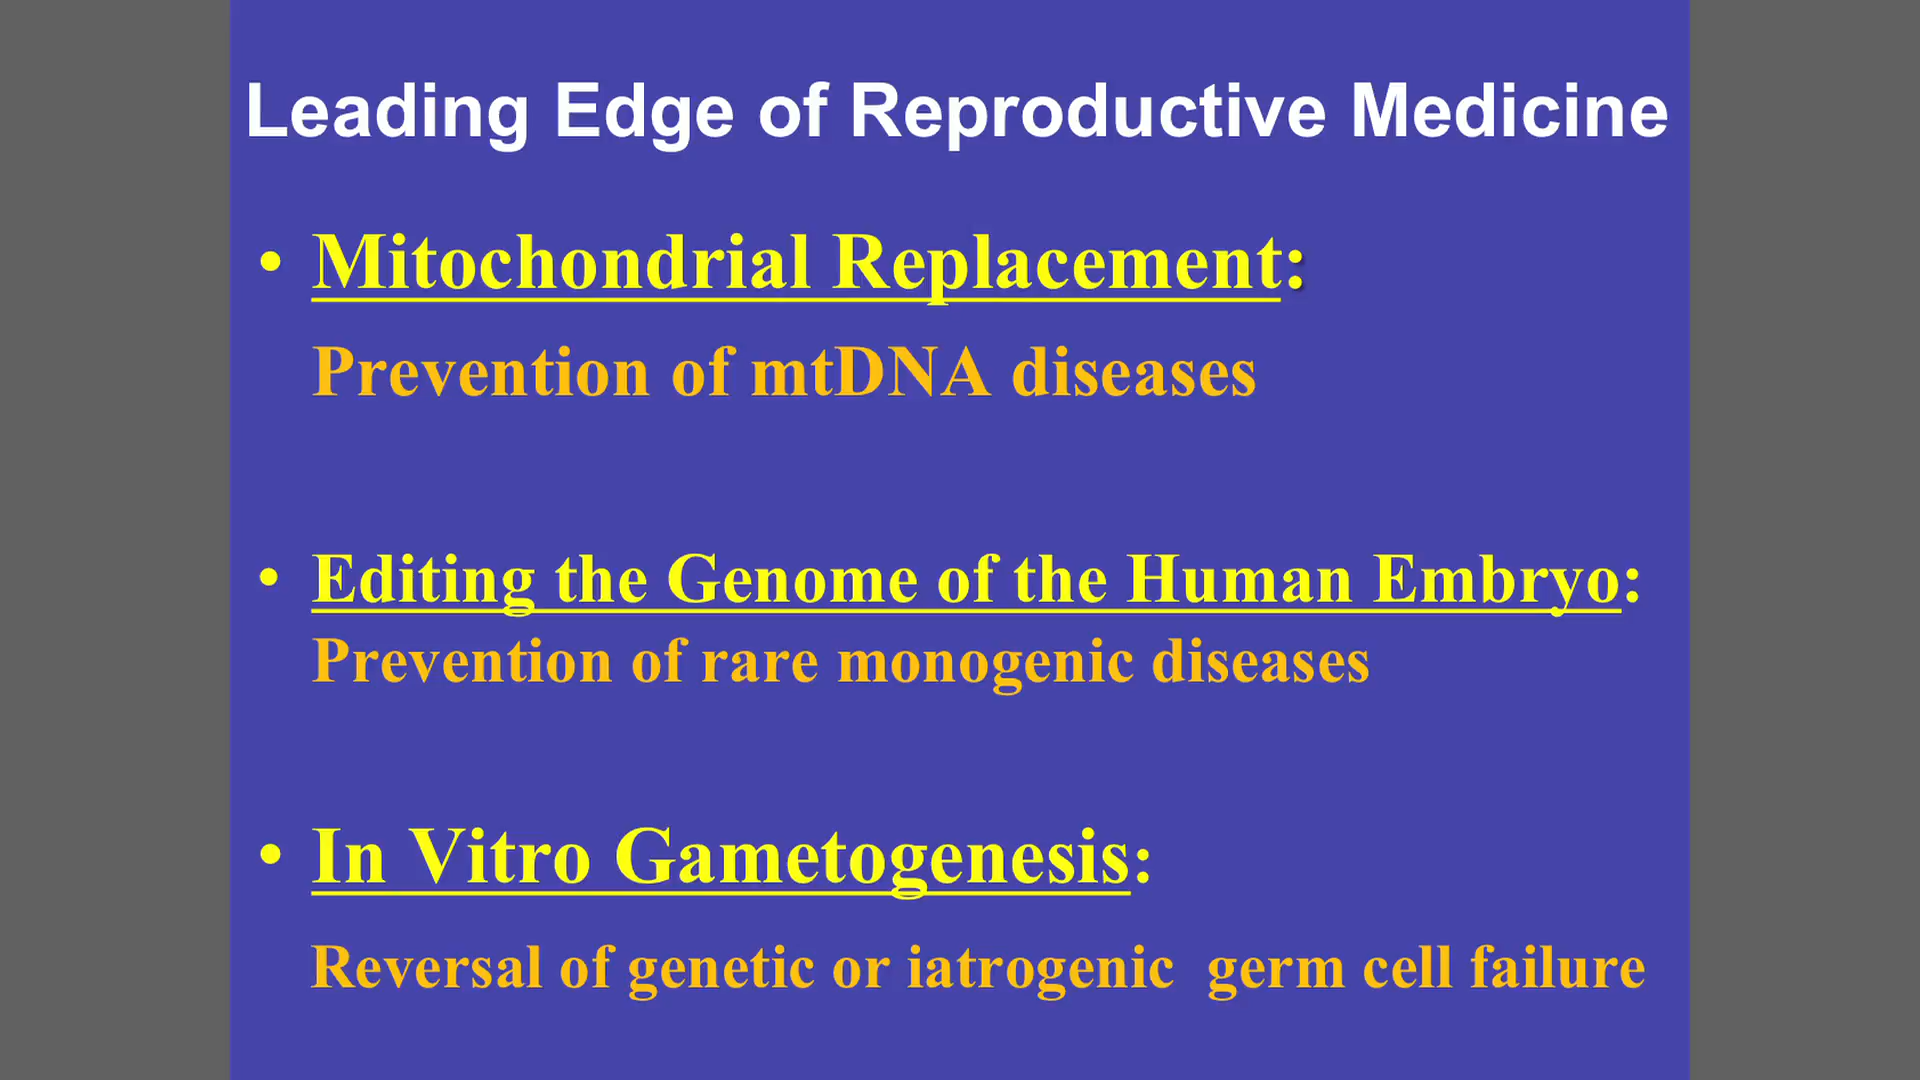 Leading Edge of Reproductive Medicine
• Mitochondrial Replacement:
Prevention of mtDNA diseases
• Editing the Genome of the Human Embryo:
Prevention of rare monogenic diseases
• In Vitro Gametogenesis:
Reversal of genetic or iatrogenic germ cell failure